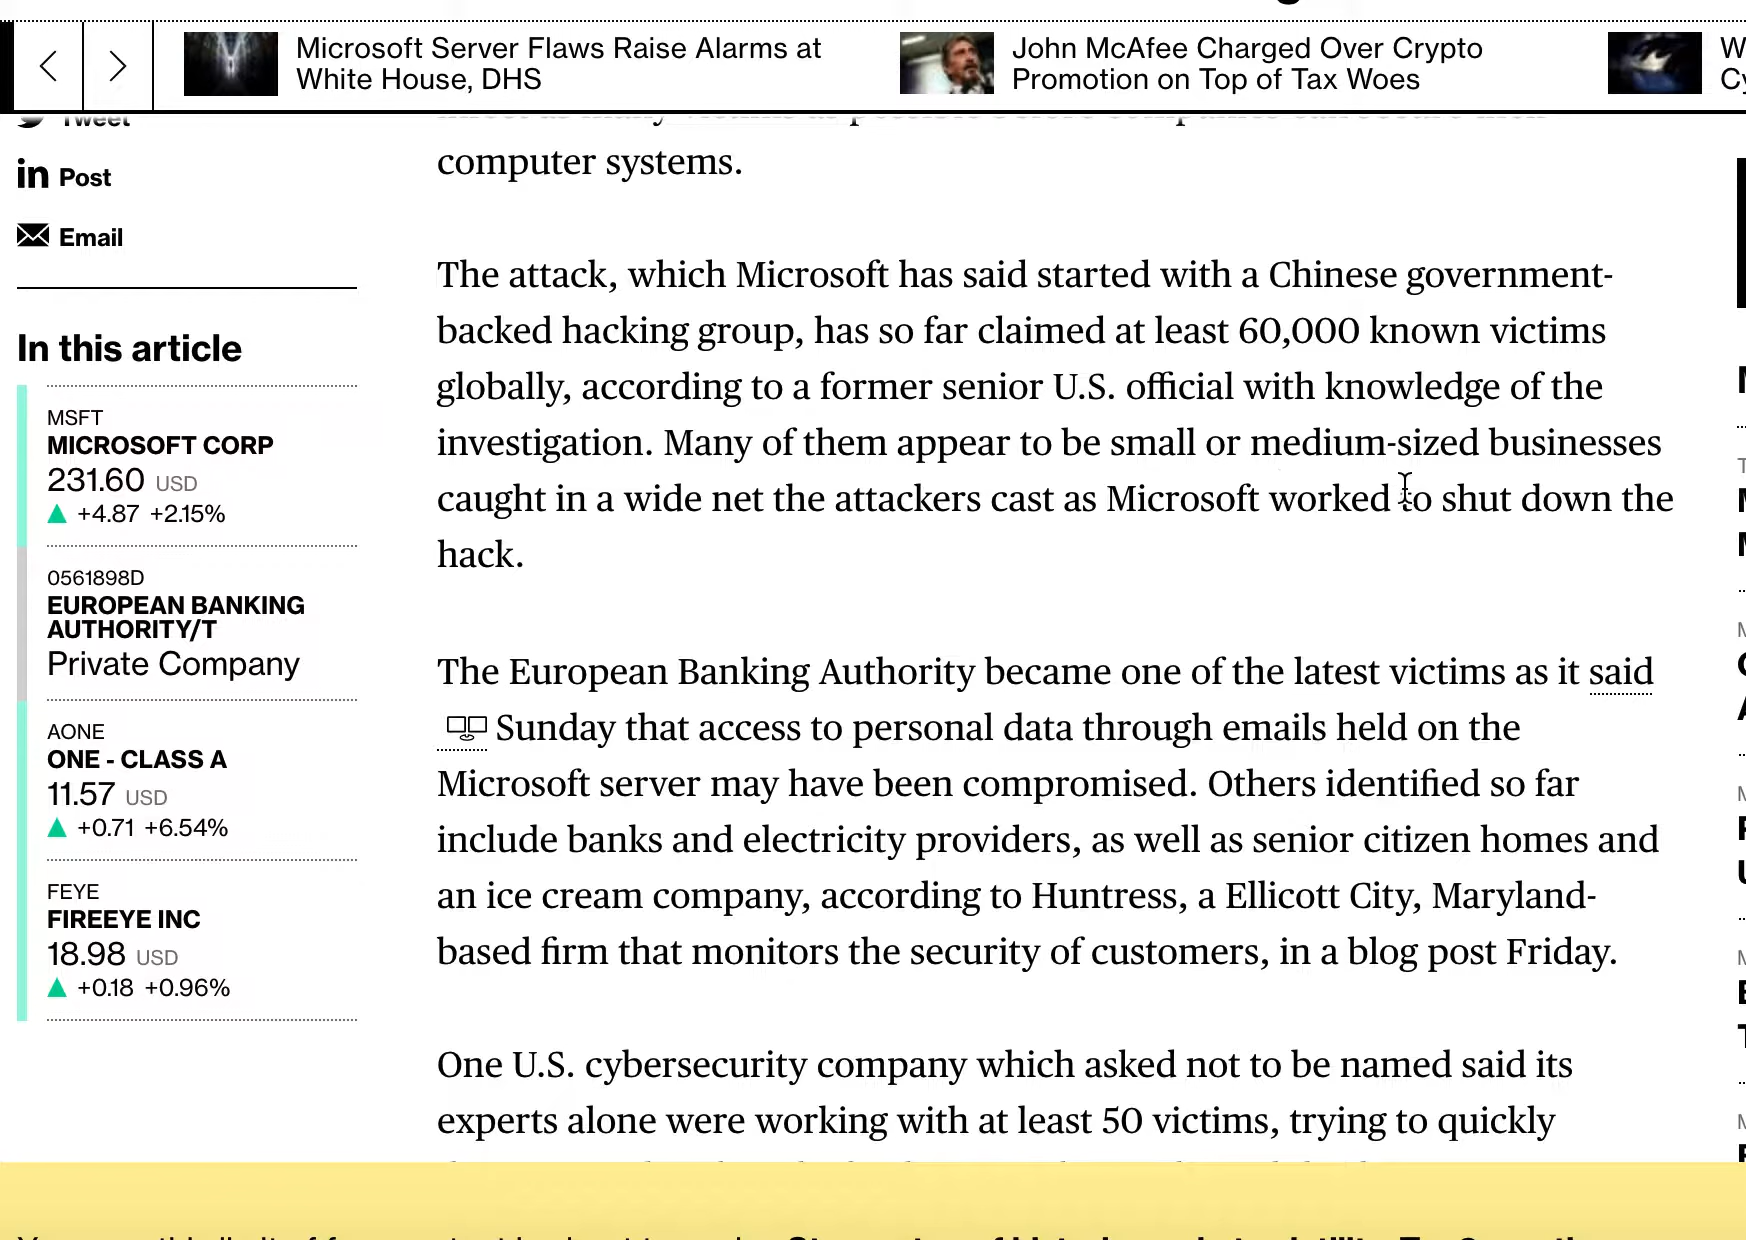 Microsoft Server Flaws Raise Alarms at
White House, DHS
John McAfee Charged Over Crypto
Promotion on Top of Tax Woes
Tweet
Post
Email
In this article
MSFT
MICROSOFT CORP
231.60 USD
+4.87 +2.15%
0561898D
EUROPEAN BANKING
AUTHORITY/T
Private Company
AONE
ONE - CLASS A
11.57 USD
+0.71 +6.54%
FEYE
FIREEYE INC
18.98 USD
+0.18 +0.96%
computer systems.
The attack, which Microsoft has said started with a Chinese government-
backed hacking group, has so far claimed at least 60,000 known victims
globally, according to a former senior U.S. official with knowledge of the
investigation. Many of them appear to be small or medium-sized businesses
caught in a wide net the attackers cast as Microsoft worked to shut down the
hack.
The European Banking Authority became one of the latest victims as it said
Sunday that access to personal data through emails held on the
Microsoft server may have been compromised. Others identified so far
include banks and electricity providers, as well as senior citizen homes and
an ice cream company, according to Huntress, a Ellicott City, Maryland-
based firm that monitors the security of customers, in a blog post Friday.
One U.S. cybersecurity company which asked not to be named said its
experts alone were working with at least 50 victims, trying to quickly